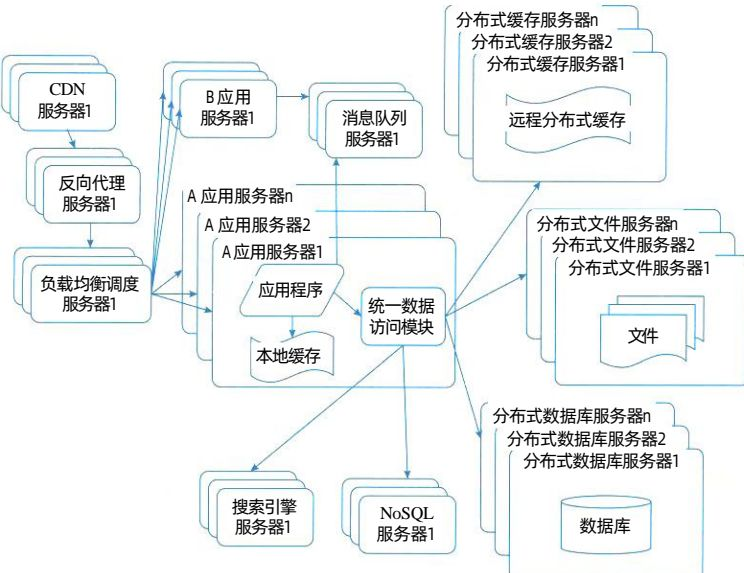 分布式缓存服务器n
分布式缓存服务器2
分布式缓存服务器1
远程分布式缓存
CDN
服务器1
B 应用
服务器1
消息队列
服务器1
反向代理
服务器1
负载均衡调度
服务器1
A 应用服务器n
A 应用服务器2
A 应用服务器1
应用程序
本地缓存
统一数据
访问模块
分布式文件服务器n
分布式文件服务器2
分布式文件服务器1
文件
分布式数据库服务器n
分布式数据库服务器2
分布式数据库服务器1
数据库
搜索引擎
服务器1
NoSQL
服务器1